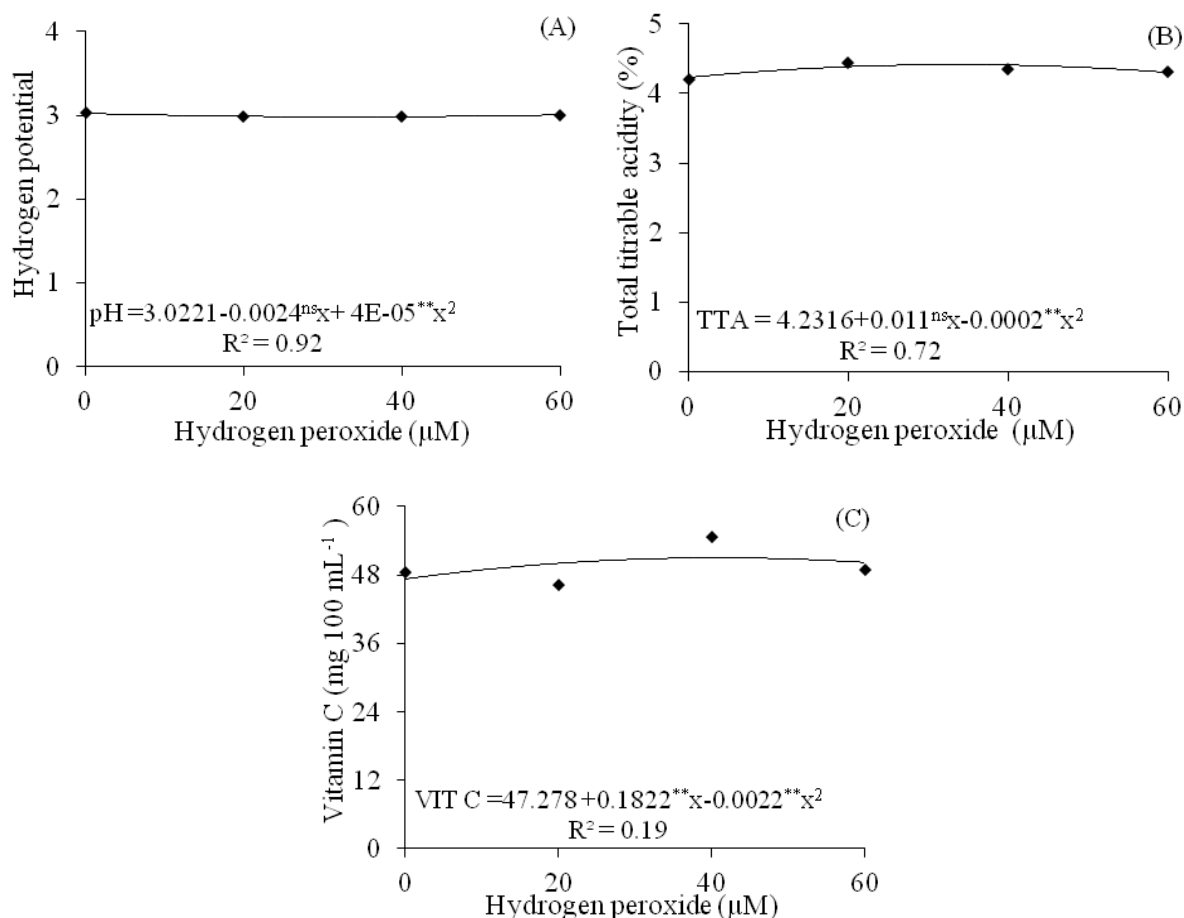 (A)
Hydrogen potential
4
3
2
1
0
pH =3.0221-0.0024ⁿˢx+ 4E-05**x²
R² = 0.92
0 20 40 60
Hydrogen peroxide (µM)
(B)
Total titrable acidity (%)
5
4
3
2
1
0
TTA = 4.2316+0.011ⁿˢx-0.0002**x²
R² = 0.72
0 20 40 60
Hydrogen peroxide (µM)
(C)
Vitamin C (mg 100 mL⁻¹ )
60
48
36
24
12
0
VIT C =47.278+0.1822**x-0.0022**x²
R² = 0.19
0 20 40 60
Hydrogen peroxide (µM)